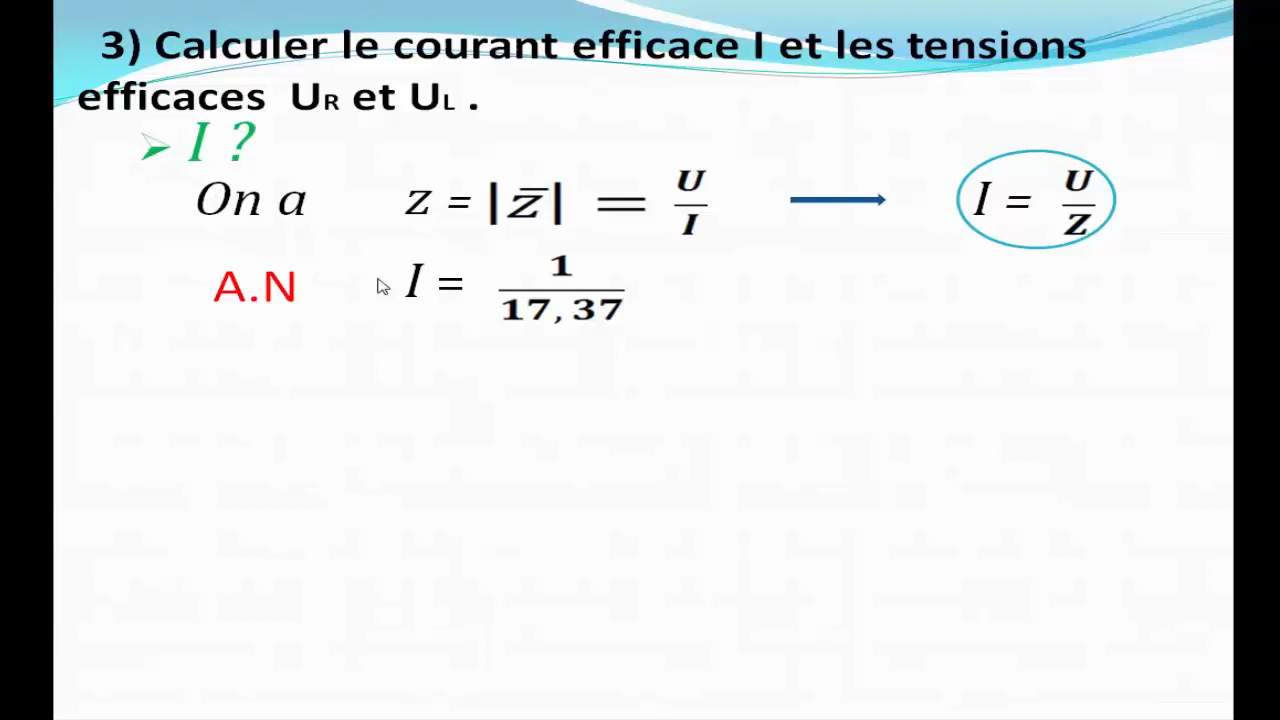 3) Calculer le courant efficace I et les tensions
efficaces UR et UL .
I ?
On a z = |z̅| = U/I I = U/Z
A.N I = 1/17,37